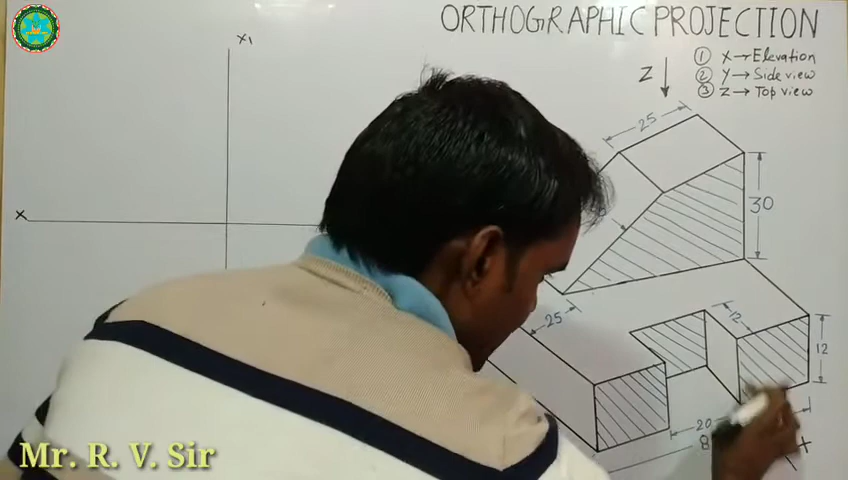 ORTHOGRAPHIC PROJECTION
① X→Elevation
② Y→Side view
③ Z→Top view
Z
X1
X
25
30
25
12
12
20
8
Mr. R. V. Sir